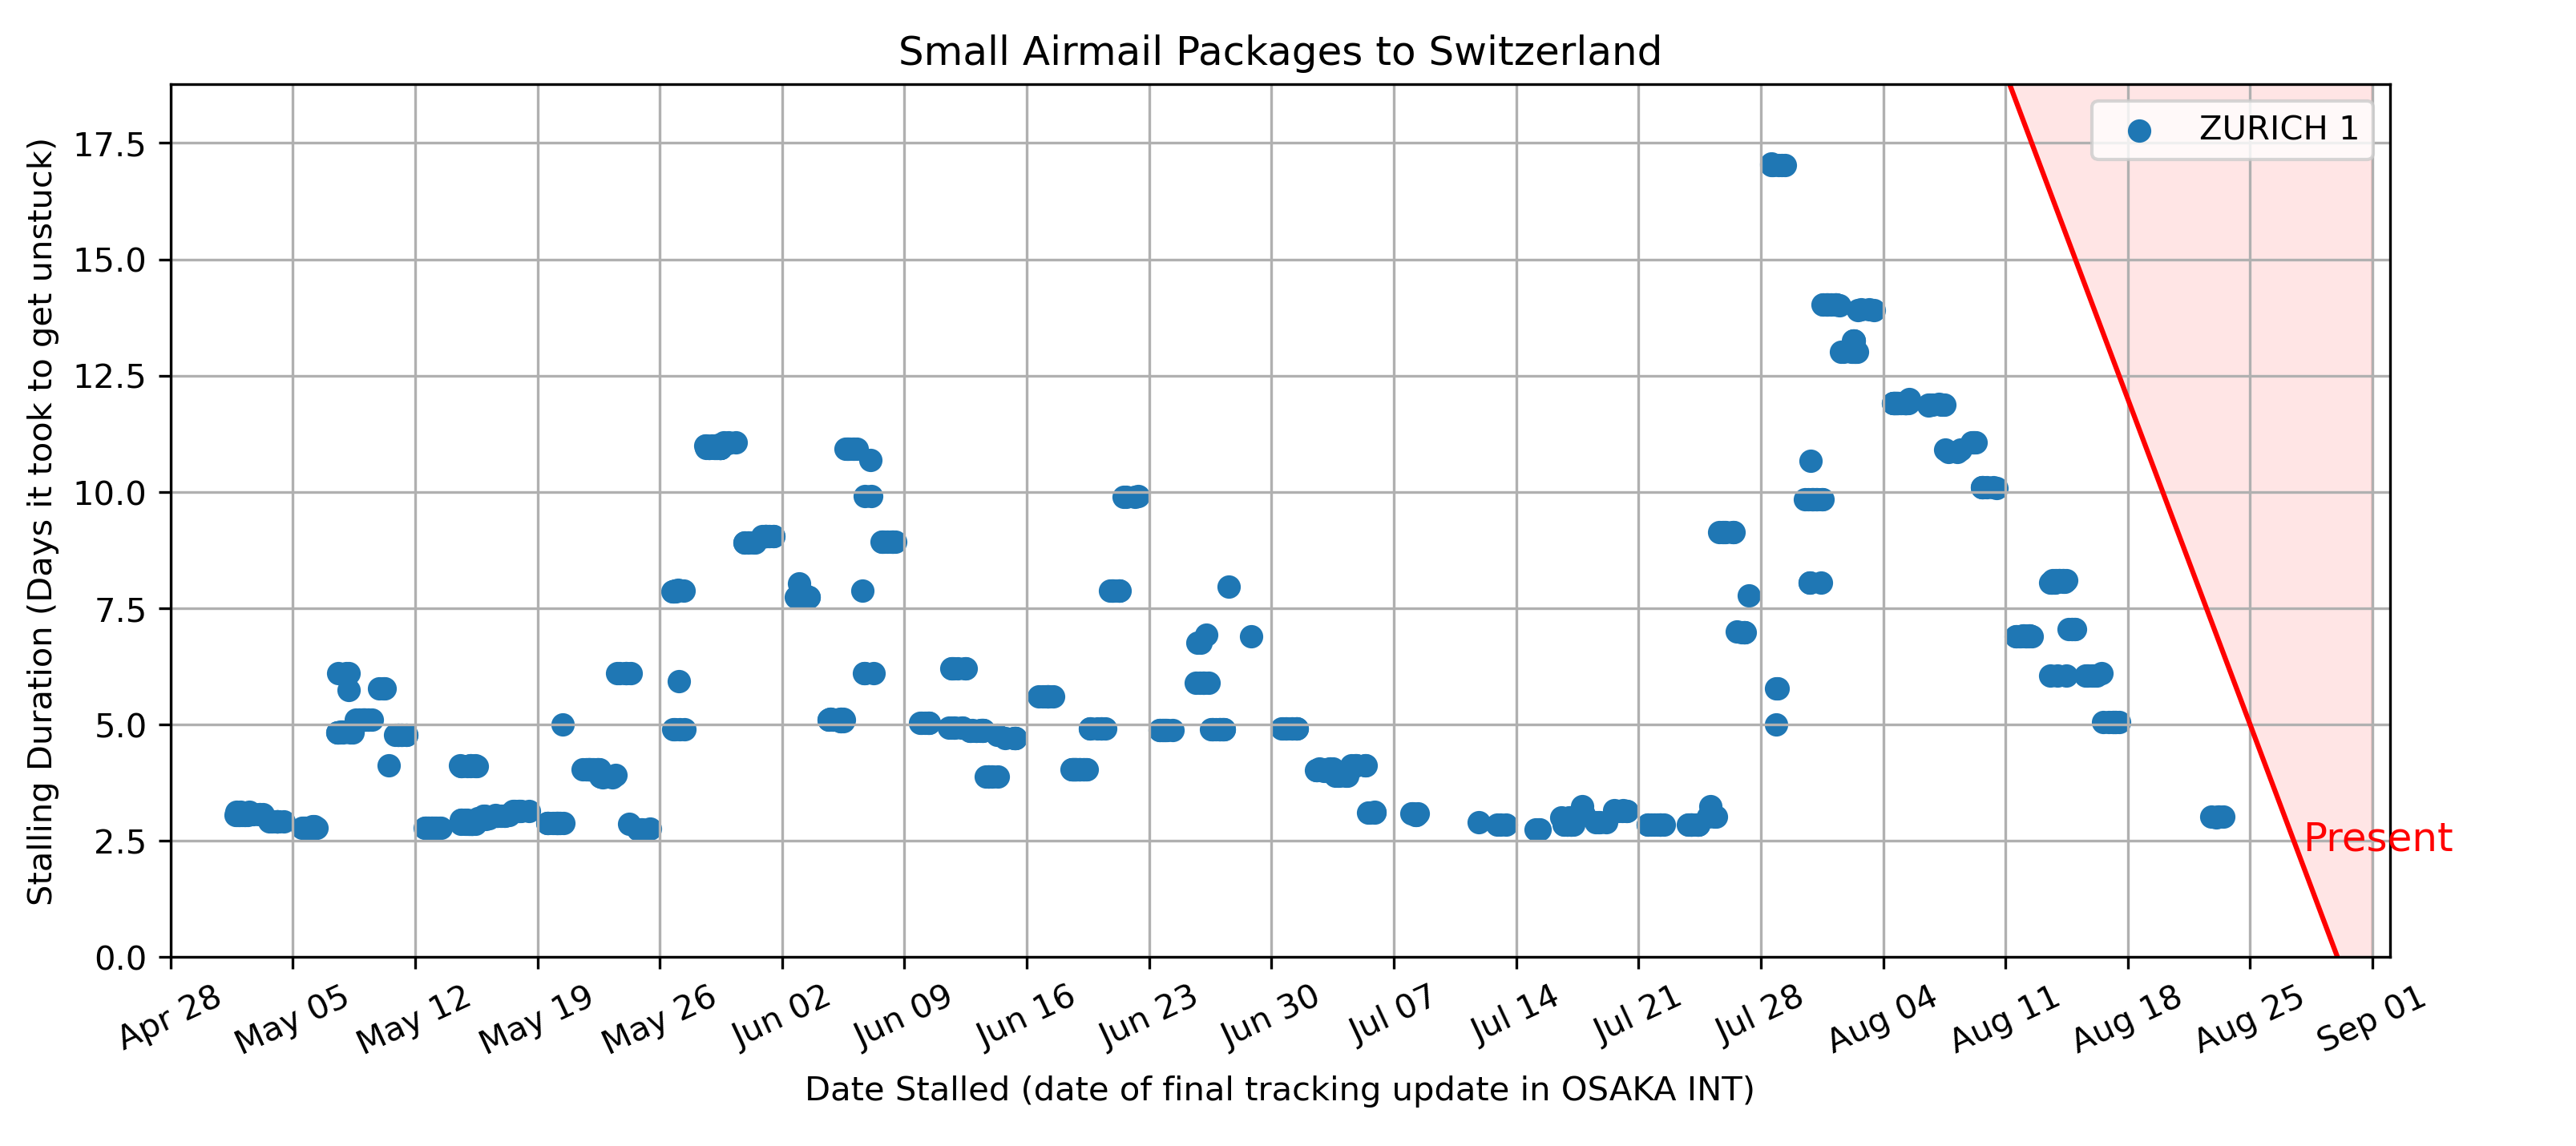 Small Airmail Packages to Switzerland
Stalling Duration (Days it took to get unstuck)
17.5
15.0
12.5
10.0
7.5
5.0
2.5
0.0
ZURICH 1
Present
Apr 28
May 05
May 12
May 19
May 26
Jun 02
Jun 09
Jun 16
Jun 23
Jun 30
Jul 07
Jul 14
Jul 21
Jul 28
Aug 04
Aug 11
Aug 18
Aug 25
Sep 01
Date Stalled (date of final tracking update in OSAKA INT)